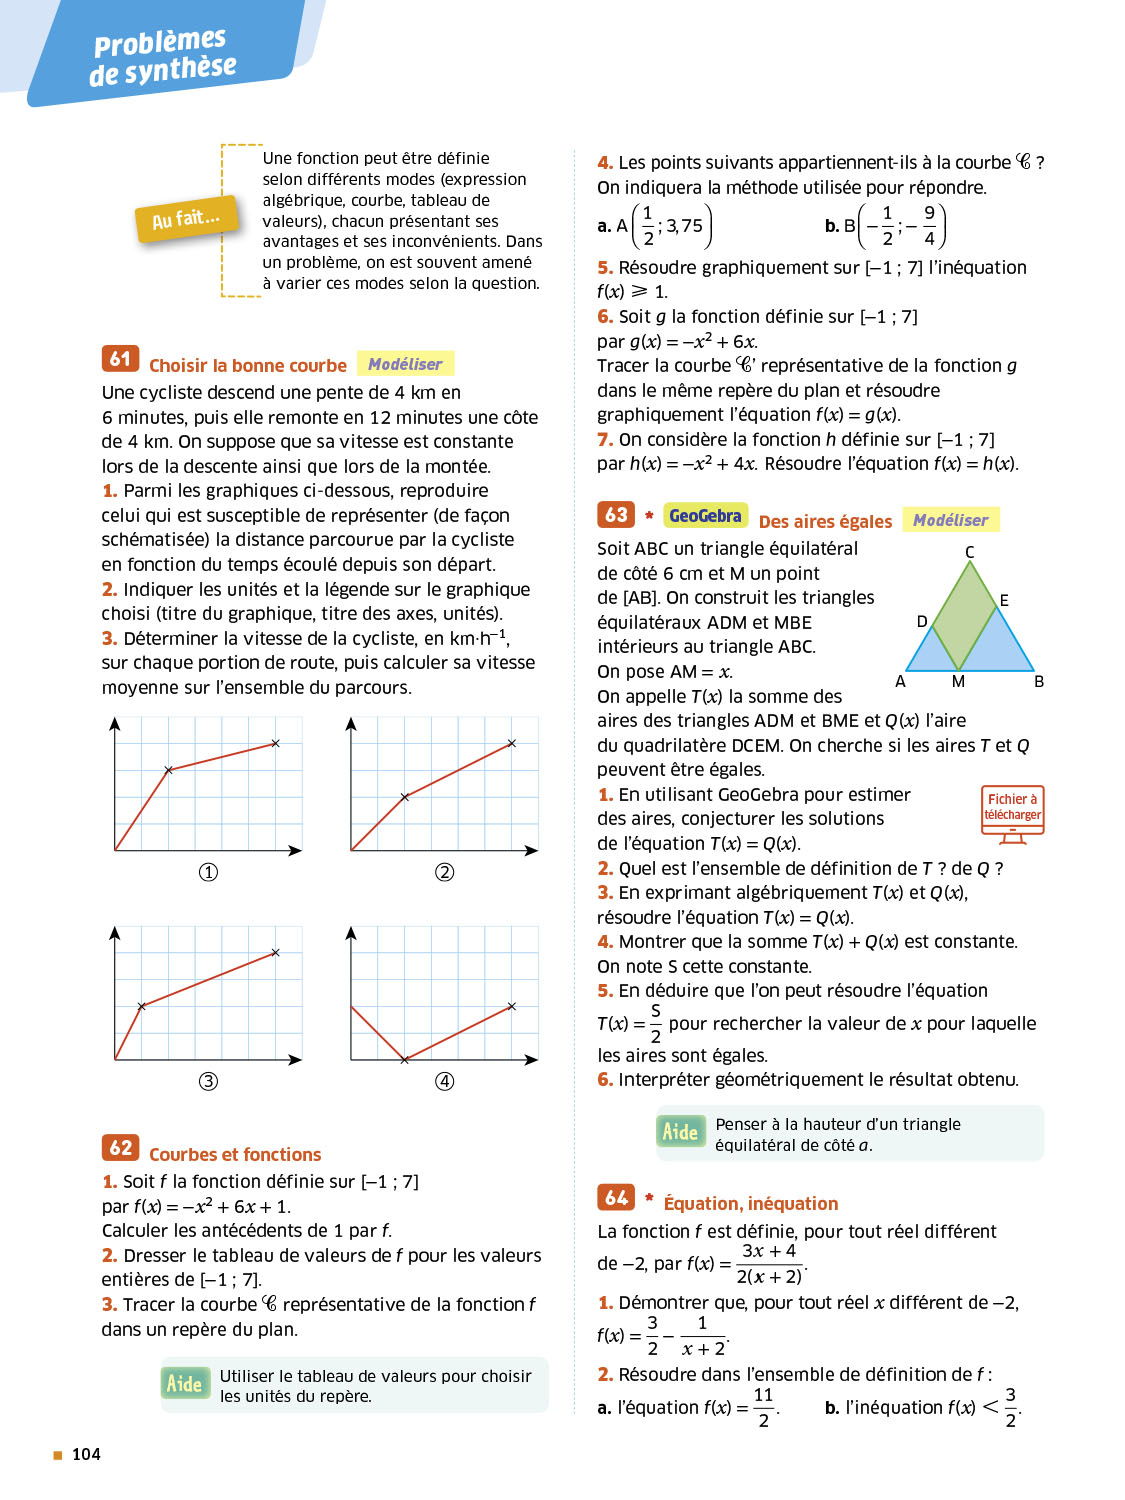 Problèmes
de synthèse
Au fait...
Une fonction peut être définie
selon différents modes (expression
algébrique, courbe, tableau de
valeurs), chacun présentant ses
avantages et ses inconvénients. Dans
un problème, on est souvent amené
à varier ces modes selon la question.
61 Choisir la bonne courbe Modéliser
Une cycliste descend une pente de 4 km en
6 minutes, puis elle remonte en 12 minutes une côte
de 4 km. On suppose que sa vitesse est constante
lors de la descente ainsi que lors de la montée.
1. Parmi les graphiques ci-dessous, reproduire
celui qui est susceptible de représenter (de façon
schématisée) la distance parcourue par la cycliste
en fonction du temps écoulé depuis son départ.
2. Indiquer les unités et la légende sur le graphique
choisi (titre du graphique, titre des axes, unités).
3. Déterminer la vitesse de la cycliste, en km·h⁻¹,
sur chaque portion de route, puis calculer sa vitesse
moyenne sur l'ensemble du parcours.
① ②
③ ④
62 Courbes et fonctions
1. Soit f la fonction définie sur [–1 ; 7]
par f(x) = –x² + 6x + 1.
Calculer les antécédents de 1 par f.
2. Dresser le tableau de valeurs de f pour les valeurs
entières de [–1 ; 7].
3. Tracer la courbe 𝒞 représentative de la fonction f
dans un repère du plan.
Aide
Utiliser le tableau de valeurs pour choisir
les unités du repère.
4. Les points suivants appartiennent-ils à la courbe 𝒞 ?
On indiquera la méthode utilisée pour répondre.
a. A(1/2 ; 3,75) b. B(–1/2 ; –9/4)
5. Résoudre graphiquement sur [–1 ; 7] l'inéquation
f(x) ⩾ 1.
6. Soit g la fonction définie sur [–1 ; 7]
par g(x) = –x² + 6x.
Tracer la courbe 𝒞' représentative de la fonction g
dans le même repère du plan et résoudre
graphiquement l'équation f(x) = g(x).
7. On considère la fonction h définie sur [–1 ; 7]
par h(x) = –x² + 4x. Résoudre l'équation f(x) = h(x).
63 * GeoGebra Des aires égales Modéliser
Soit ABC un triangle équilatéral
de côté 6 cm et M un point
de [AB]. On construit les triangles
équilatéraux ADM et MBE
intérieurs au triangle ABC.
On pose AM = x.
On appelle T(x) la somme des
aires des triangles ADM et BME et Q(x) l'aire
du quadrilatère DCEM. On cherche si les aires T et Q
peuvent être égales.
C
E
D
A M B
1. En utilisant GeoGebra pour estimer
des aires, conjecturer les solutions
de l'équation T(x) = Q(x).
Fichier à
télécharger
2. Quel est l'ensemble de définition de T ? de Q ?
3. En exprimant algébriquement T(x) et Q(x),
résoudre l'équation T(x) = Q(x).
4. Montrer que la somme T(x) + Q(x) est constante.
On note S cette constante.
5. En déduire que l'on peut résoudre l'équation
T(x) = S/2 pour rechercher la valeur de x pour laquelle
les aires sont égales.
6. Interpréter géométriquement le résultat obtenu.
Aide
Penser à la hauteur d'un triangle
équilatéral de côté a.
64 * Équation, inéquation
La fonction f est définie, pour tout réel différent
de –2, par f(x) = (3x + 4)/(2(x + 2)).
1. Démontrer que, pour tout réel x différent de –2,
f(x) = 3/2 – 1/(x + 2).
2. Résoudre dans l'ensemble de définition de f :
a. l'équation f(x) = 11/2. b. l'inéquation f(x) < 3/2.
104